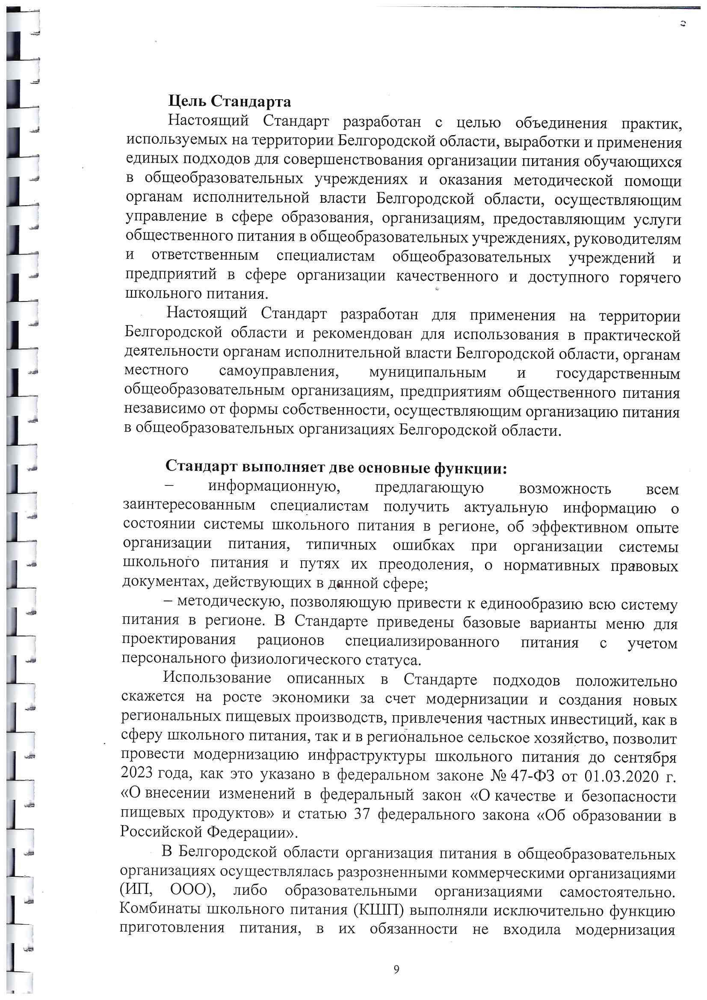 Цель Стандарта
Настоящий Стандарт разработан с целью объединения практик,
используемых на территории Белгородской области, выработки и применения
единых подходов для совершенствования организации питания обучающихся
в общеобразовательных учреждениях и оказания методической помощи
органам исполнительной власти Белгородской области, осуществляющим
управление в сфере образования, организациям, предоставляющим услуги
общественного питания в общеобразовательных учреждениях, руководителям
и ответственным специалистам общеобразовательных учреждений и
предприятий в сфере организации качественного и доступного горячего
школьного питания.
Настоящий Стандарт разработан для применения на территории
Белгородской области и рекомендован для использования в практической
деятельности органам исполнительной власти Белгородской области, органам
местного самоуправления, муниципальным и государственным
общеобразовательным организациям, предприятиям общественного питания
независимо от формы собственности, осуществляющим организацию питания
в общеобразовательных организациях Белгородской области.
Стандарт выполняет две основные функции:
– информационную, предлагающую возможность всем
заинтересованным специалистам получить актуальную информацию о
состоянии системы школьного питания в регионе, об эффективном опыте
организации питания, типичных ошибках при организации системы
школьного питания и путях их преодоления, о нормативных правовых
документах, действующих в данной сфере;
– методическую, позволяющую привести к единообразию всю систему
питания в регионе. В Стандарте приведены базовые варианты меню для
проектирования рационов специализированного питания с учетом
персонального физиологического статуса.
Использование описанных в Стандарте подходов положительно
скажется на росте экономики за счет модернизации и создания новых
региональных пищевых производств, привлечения частных инвестиций, как в
сферу школьного питания, так и в региональное сельское хозяйство, позволит
провести модернизацию инфраструктуры школьного питания до сентября
2023 года, как это указано в федеральном законе № 47-ФЗ от 01.03.2020 г.
«О внесении изменений в федеральный закон «О качестве и безопасности
пищевых продуктов» и статью 37 федерального закона «Об образовании в
Российской Федерации».
В Белгородской области организация питания в общеобразовательных
организациях осуществлялась разрозненными коммерческими организациями
(ИП, ООО), либо образовательными организациями самостоятельно.
Комбинаты школьного питания (КШП) выполняли исключительно функцию
приготовления питания, в их обязанности не входила модернизация
9